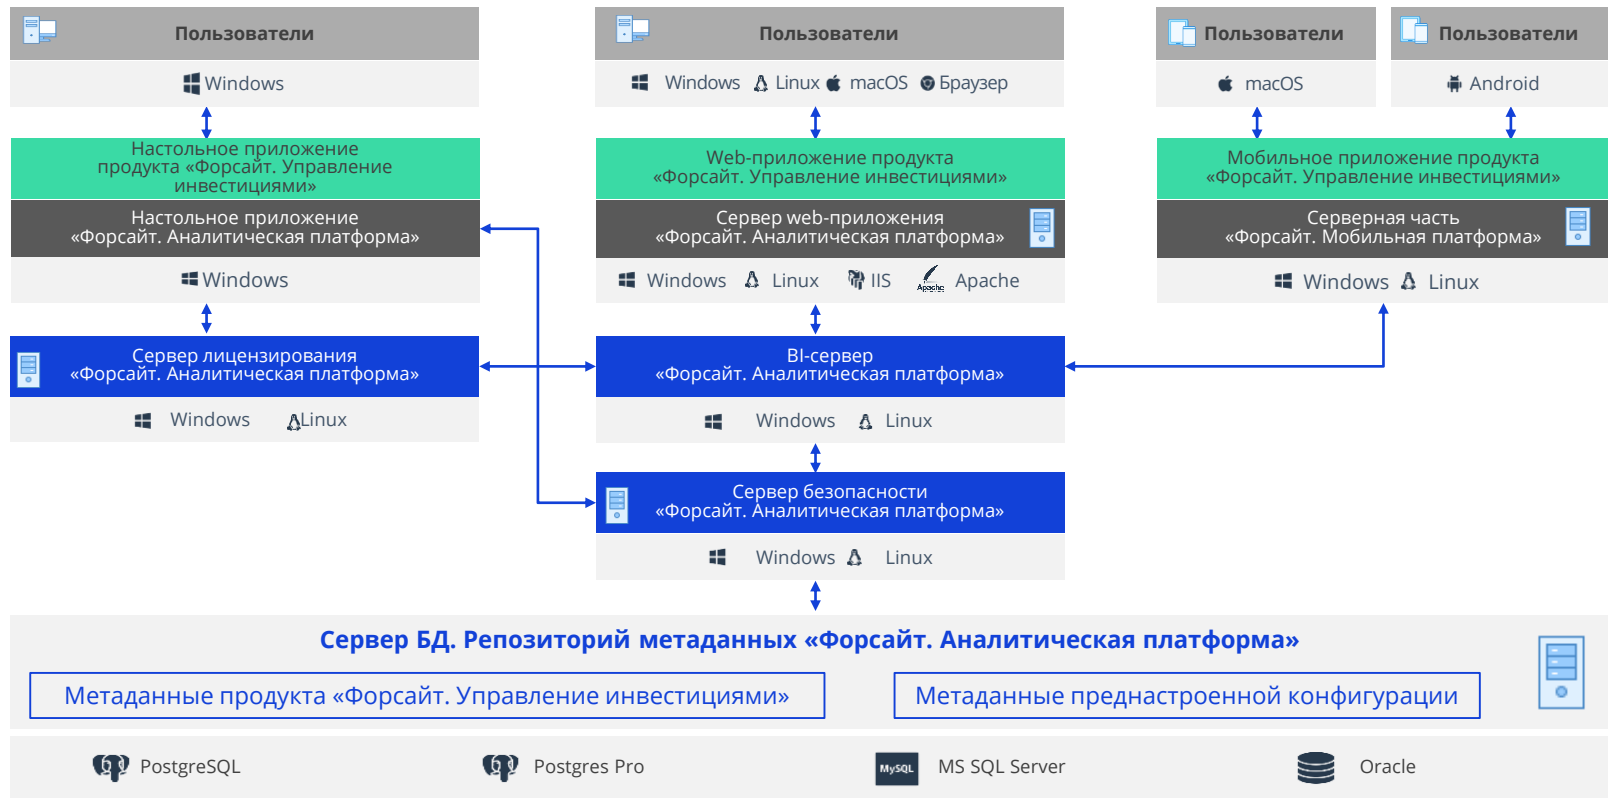 Пользователи
Пользователи
Пользователи
Пользователи
Windows
Windows Linux macOS Браузер
macOS
Android
Настольное приложение
продукта «Форсайт. Управление
инвестициями»
Web-приложение продукта
«Форсайт. Управление инвестициями»
Мобильное приложение продукта
«Форсайт. Управление инвестициями»
Настольное приложение
«Форсайт. Аналитическая платформа»
Сервер web-приложения
«Форсайт. Аналитическая платформа»
Серверная часть
«Форсайт. Мобильная платформа»
Windows
Windows Linux IIS Apache Apache
Windows Linux
Сервер лицензирования
«Форсайт. Аналитическая платформа»
BI-сервер
«Форсайт. Аналитическая платформа»
Windows Linux
Windows Linux
Сервер безопасности
«Форсайт. Аналитическая платформа»
Windows Linux
Сервер БД. Репозиторий метаданных «Форсайт. Аналитическая платформа»
Метаданные продукта «Форсайт. Управление инвестициями»
Метаданные преднастроенной конфигурации
PostgreSQL
Postgres Pro
MySQL
MS SQL Server
Oracle